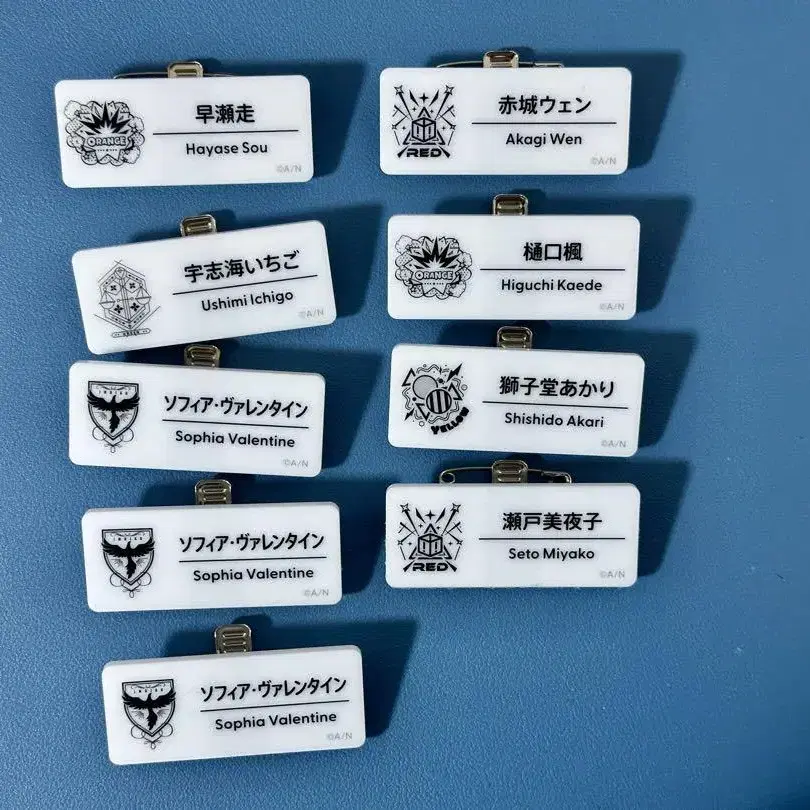 ORANGE
早瀬走
Hayase Sou
©A/N
RED
赤城ウェン
Akagi Wen
©A/N
宇志海いちご
Ushimi Ichigo
©A/N
ORANGE
樋口楓
Higuchi Kaede
©A/N
INDIGO
ソフィア・ヴァレンタイン
Sophia Valentine
©A/N
YELLOW
獅子堂あかり
Shishido Akari
©A/N
INDIGO
ソフィア・ヴァレンタイン
Sophia Valentine
©A/N
RED
瀬戸美夜子
Seto Miyako
©A/N
INDIGO
ソフィア・ヴァレンタイン
Sophia Valentine
©A/N